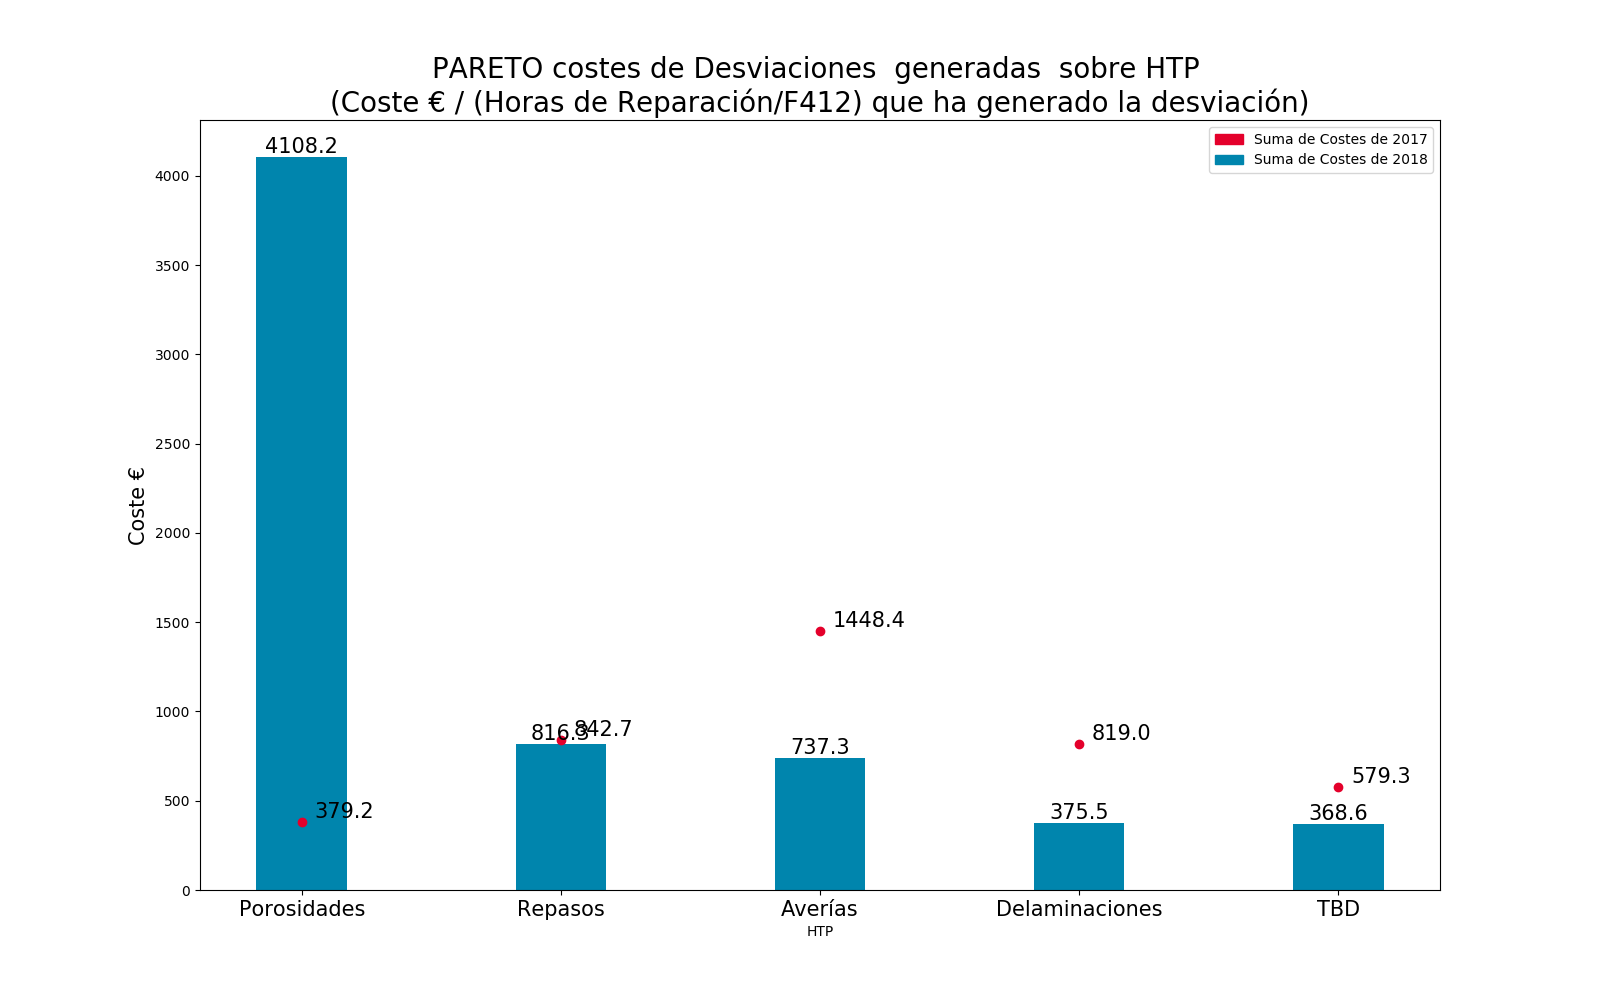 PARETO costes de Desviaciones  generadas  sobre HTP
(Coste € / (Horas de Reparación/F412) que ha generado la desviación)
Suma de Costes de 2017
Suma de Costes de 2018
Coste €
4000
3500
3000
2500
2000
1500
1000
500
0
4108.2
379.2
816.3
842.7
1448.4
737.3
819.0
375.5
579.3
368.6
Porosidades
Repasos
Averías
Delaminaciones
TBD
HTP